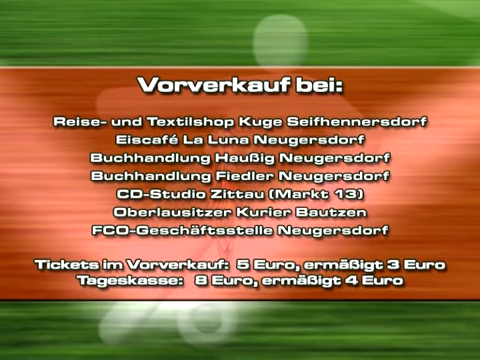 Vorverkauf bei:
Reise- und Textilshop Kuge Seifhennersdorf
Eiscafé La Luna Neugersdorf
Buchhandlung Haußig Neugersdorf
Buchhandlung Fiedler Neugersdorf
CD-Studio Zittau (Markt 13)
Oberlausitzer Kurier Bautzen
FCO-Geschäftsstelle Neugersdorf
Tickets im Vorverkauf: 5 Euro, ermäßigt 3 Euro
Tageskasse: 8 Euro, ermäßigt 4 Euro